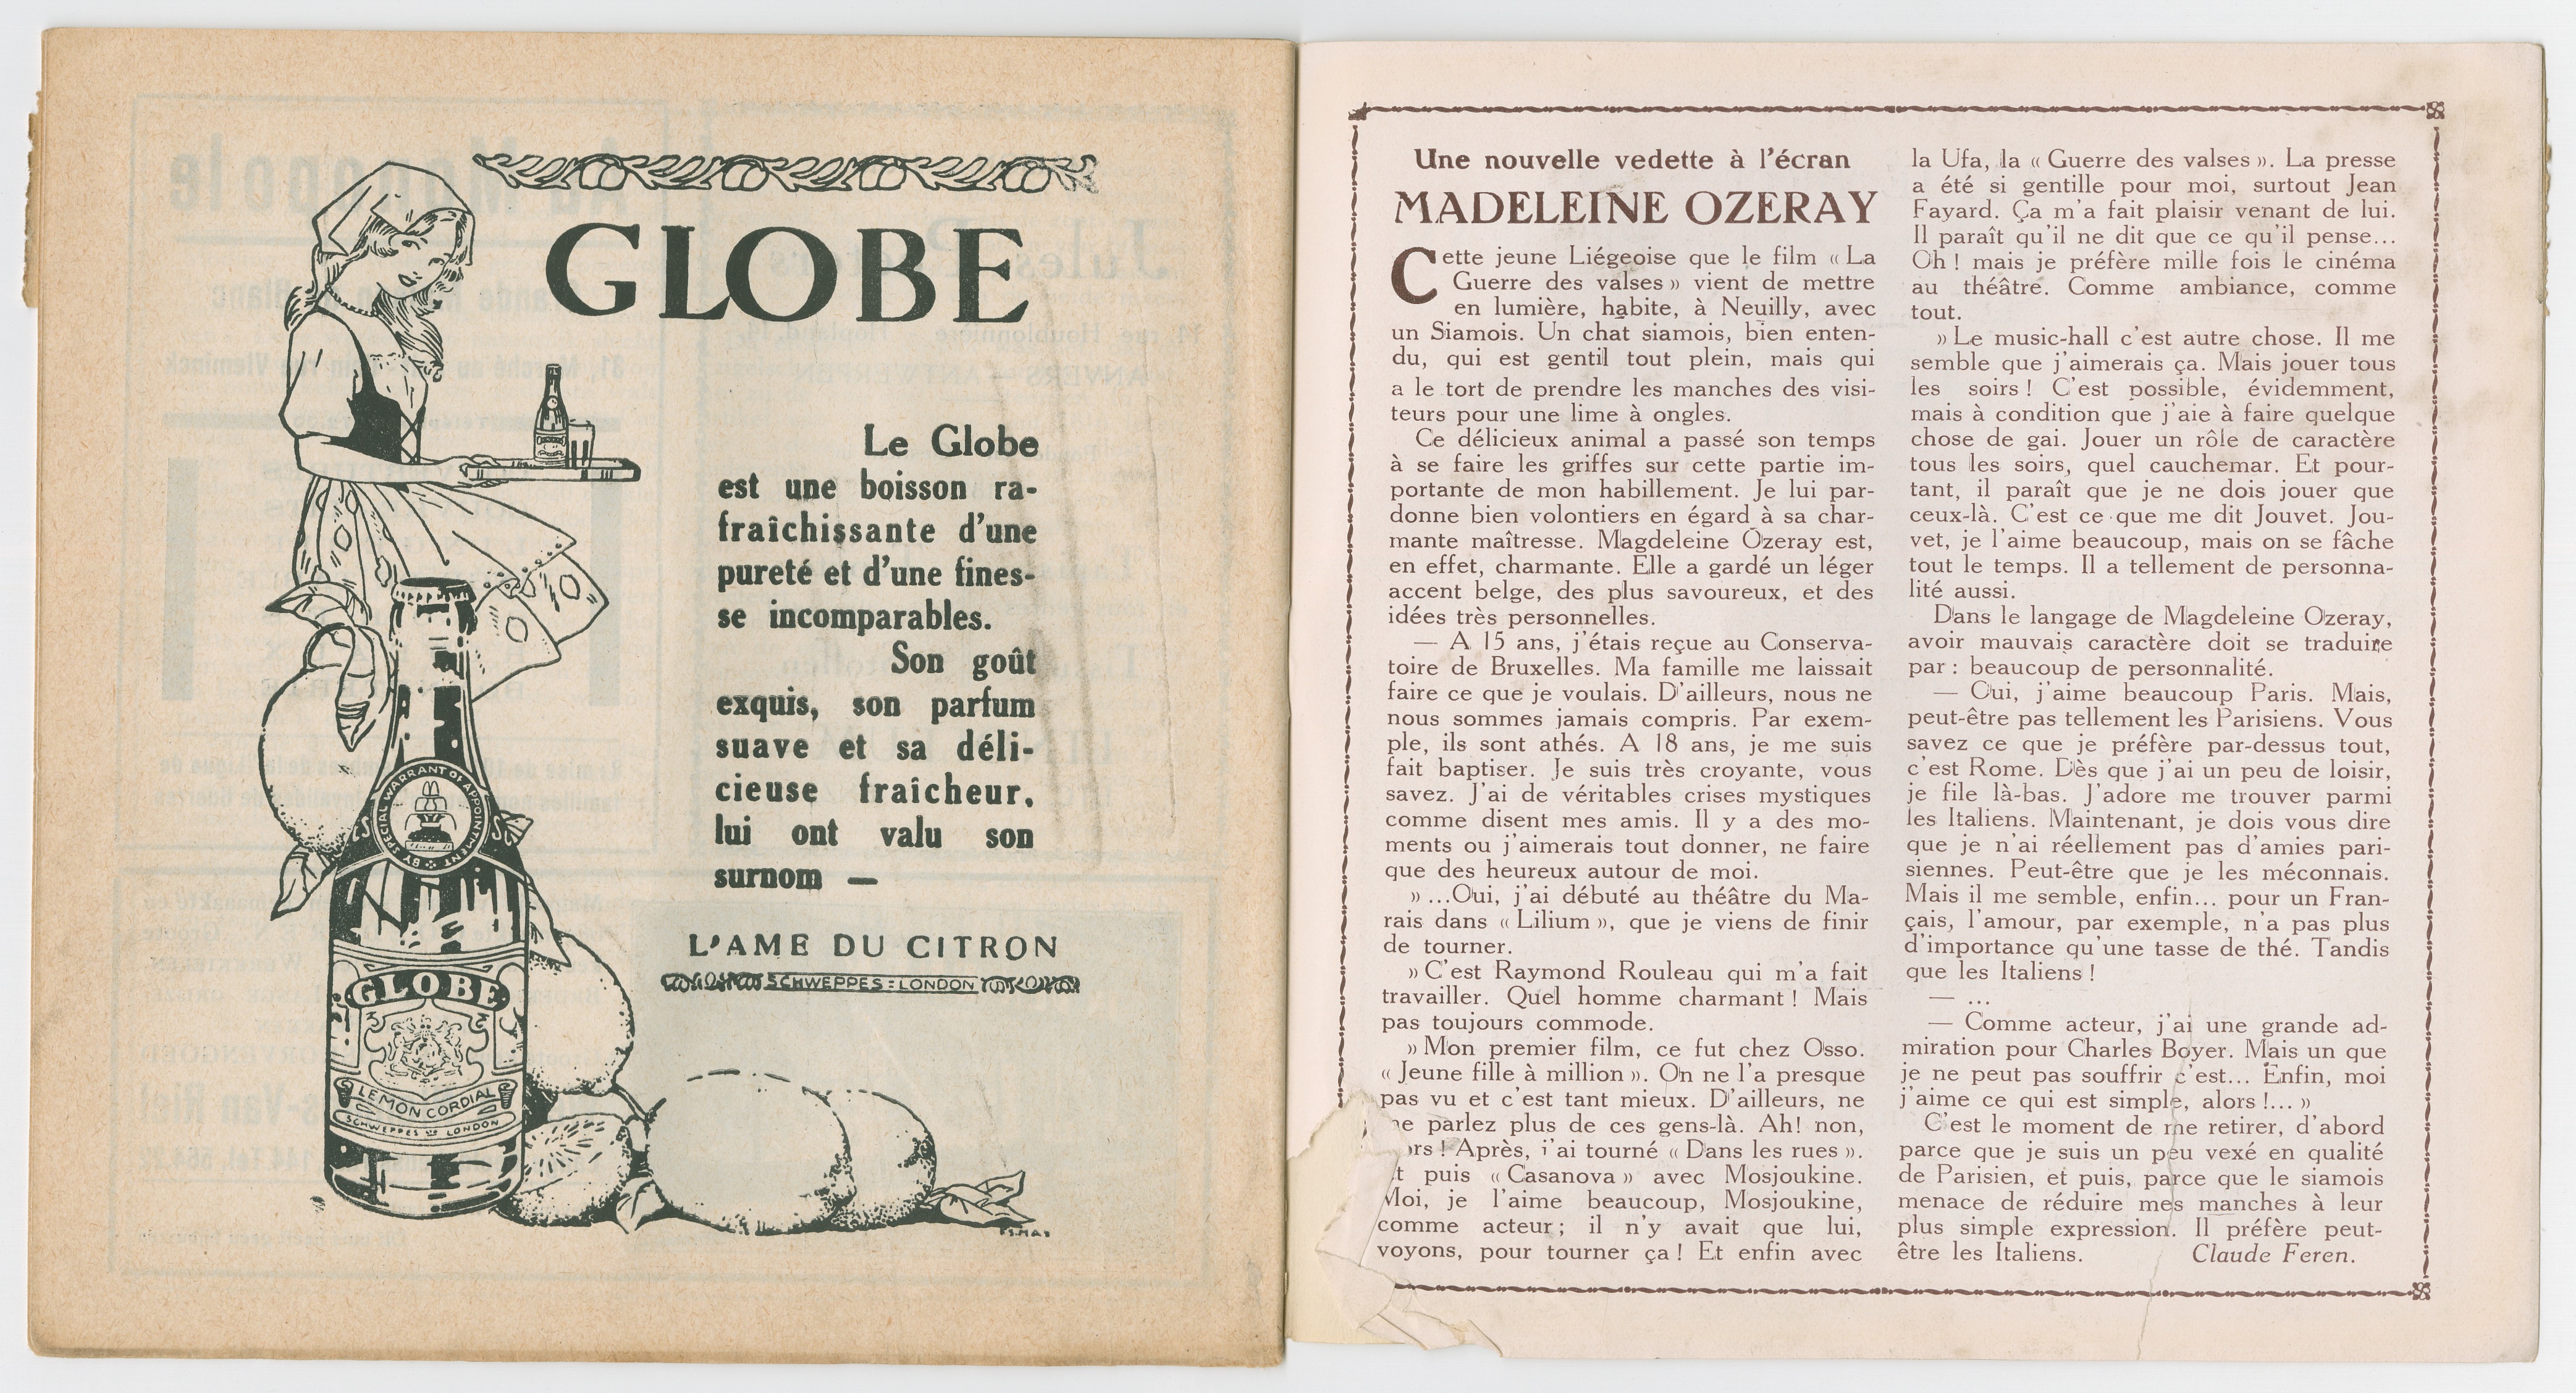 GLOBE
Le Globe
est une boisson ra-
fraîchissante d'une
pureté et d'une fines-
se incomparables.
Son goût
exquis, son parfum
suave et sa déli-
cieuse fraîcheur,
lui ont valu son
surnom —
L'AME DU CITRON
SCHWEPPES = LONDON
BY SPECIAL WARRANT OF APPOINTMENT
GLOBE
LEMON CORDIAL
SCHWEPPES LONDON
Une nouvelle vedette à l'écran
MADELEINE OZERAY
Cette jeune Liégeoise que le film « La
Guerre des valses » vient de mettre
en lumière, habite, à Neuilly, avec
un Siamois. Un chat siamois, bien enten-
du, qui est gentil tout plein, mais qui
a le tort de prendre les manches des visi-
teurs pour une lime à ongles.
Ce délicieux animal a passé son temps
à se faire les griffes sur cette partie im-
portante de mon habillement. Je lui par-
donne bien volontiers en égard à sa char-
mante maîtresse. Magdeleine Ozeray est,
en effet, charmante. Elle a gardé un léger
accent belge, des plus savoureux, et des
idées très personnelles.
— A 15 ans, j'étais reçue au Conserva-
toire de Bruxelles. Ma famille me laissait
faire ce que je voulais. D'ailleurs, nous ne
nous sommes jamais compris. Par exem-
ple, ils sont athés. A 18 ans, je me suis
fait baptiser. Je suis très croyante, vous
savez. J'ai de véritables crises mystiques
comme disent mes amis. Il y a des mo-
ments ou j'aimerais tout donner, ne faire
que des heureux autour de moi.
» ...Oui, j'ai débuté au théâtre du Ma-
rais dans « Lilium », que je viens de finir
de tourner.
» C'est Raymond Rouleau qui m'a fait
travailler. Quel homme charmant ! Mais
pas toujours commode.
» Mon premier film, ce fut chez Osso.
« Jeune fille à million ». On ne l'a presque
pas vu et c'est tant mieux. D'ailleurs, ne
me parlez plus de ces gens-là. Ah! non,
ors ! Après, j'ai tourné « Dans les rues ».
Et puis « Casanova » avec Mosjoukine.
Moi, je l'aime beaucoup, Mosjoukine,
comme acteur ; il n'y avait que lui,
voyons, pour tourner ça ! Et enfin avec
la Ufa, la « Guerre des valses ». La presse
a été si gentille pour moi, surtout Jean
Fayard. Ça m'a fait plaisir venant de lui.
Il paraît qu'il ne dit que ce qu'il pense...
Oh ! mais je préfère mille fois le cinéma
au théâtre. Comme ambiance, comme
tout.
» Le music-hall c'est autre chose. Il me
semble que j'aimerais ça. Mais jouer tous
les soirs ! C'est possible, évidemment,
mais à condition que j'aie à faire quelque
chose de gai. Jouer un rôle de caractère
tous les soirs, quel cauchemar. Et pour-
tant, il paraît que je ne dois jouer que
ceux-là. C'est ce que me dit Jouvet. Jou-
vet, je l'aime beaucoup, mais on se fâche
tout le temps. Il a tellement de personna-
lité aussi.
Dans le langage de Magdeleine Ozeray,
avoir mauvais caractère doit se traduire
par : beaucoup de personnalité.
— Oui, j'aime beaucoup Paris. Mais,
peut-être pas tellement les Parisiens. Vous
savez ce que je préfère par-dessus tout,
c'est Rome. Dès que j'ai un peu de loisir,
je file là-bas. J'adore me trouver parmi
les Italiens. Maintenant, je dois vous dire
que je n'ai réellement pas d'amies pari-
siennes. Peut-être que je les méconnais.
Mais il me semble, enfin... pour un Fran-
çais, l'amour, par exemple, n'a pas plus
d'importance qu'une tasse de thé. Tandis
que les Italiens !
— ...
— Comme acteur, j'ai une grande ad-
miration pour Charles Boyer. Mais un que
je ne peut pas souffrir c'est... Enfin, moi
j'aime ce qui est simple, alors !... »
C'est le moment de me retirer, d'abord
parce que je suis un peu vexé en qualité
de Parisien, et puis, parce que le siamois
menace de réduire mes manches à leur
plus simple expression. Il préfère peut-
être les Italiens. Claude Feren.